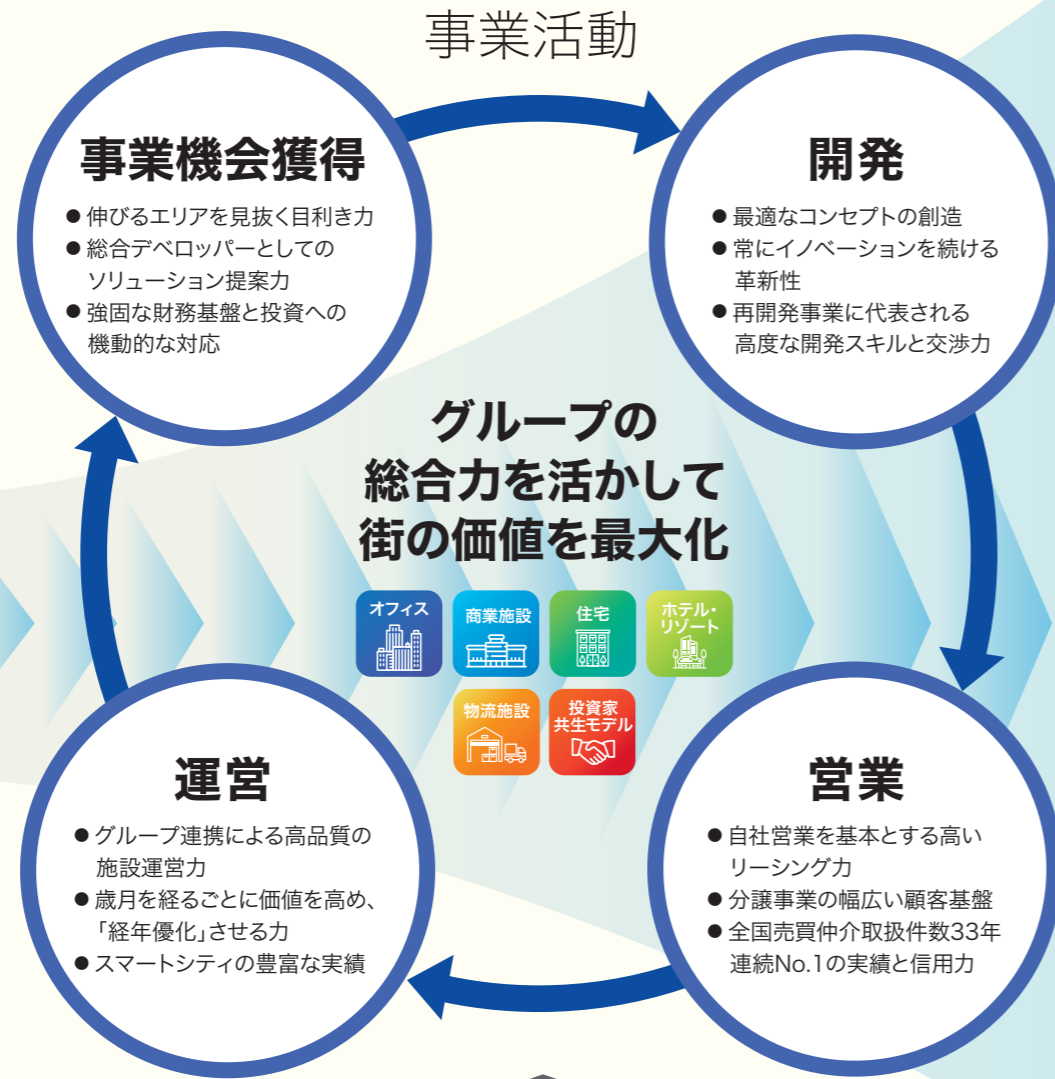 事業活動
事業機会獲得
● 伸びるエリアを見抜く目利き力
● 総合デベロッパーとしての
ソリューション提案力
● 強固な財務基盤と投資への
機動的な対応
開発
● 最適なコンセプトの創造
● 常にイノベーションを続ける
革新性
● 再開発事業に代表される
高度な開発スキルと交渉力
グループの
総合力を活かして
街の価値を最大化
オフィス
商業施設
住宅
ホテル・
リゾート
物流施設
投資家
共生モデル
運営
● グループ連携による高品質の
施設運営力
● 歳月を経るごとに価値を高め、
「経年優化」させる力
● スマートシティの豊富な実績
営業
● 自社営業を基本とする高い
リーシング力
● 分譲事業の幅広い顧客基盤
● 全国売買仲介取扱件数33年
連続No.1の実績と信用力